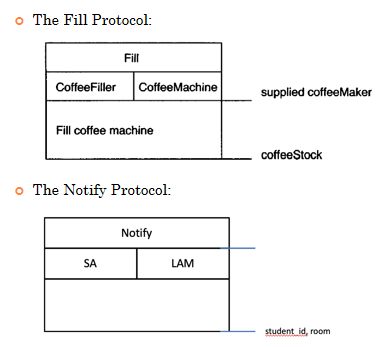 The Fill Protocol:
Fill
CoffeeFiller CoffeeMachine
supplied coffeeMaker
Fill coffee machine
coffeeStock
The Notify Protocol:
Notify
SA LAM
student_id, room